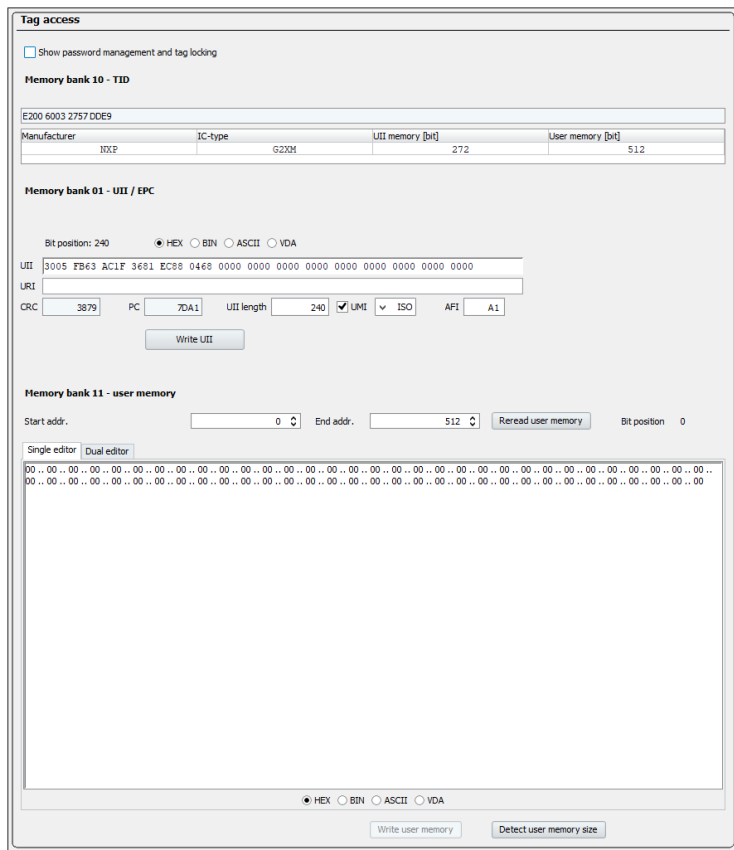 Tag access
Show password management and tag locking
Memory bank 10 - TID
E200 6003 2757 DDE9
Manufacturer IC-type UII memory [bit] User memory [bit]
NXP G2XM 272 512
Memory bank 01 - UII / EPC
Bit position: 240 HEX BIN ASCII VDA
UII 3005 FB63 AC1F 3681 EC88 0468 0000 0000 0000 0000 0000 0000 0000 0000 0000
URI
CRC 3879 PC 7DA1 UII length 240 UMI ISO AFI A1
Write UII
Memory bank 11 - user memory
Start addr. 0 End addr. 512 Reread user memory Bit position 0
Single editor Dual editor
00 .. 00 .. 00 .. 00 .. 00 .. 00 .. 00 .. 00 .. 00 .. 00 .. 00 .. 00 .. 00 .. 00 .. 00 .. 00 .. 00 .. 00 .. 00 .. 00 .. 00 .. 00 .. 00 .. 00 .. 00 .. 00 .. 00 .. 00 .. 00 .. 00 .. 00 .. 00 ..
00 .. 00 .. 00 .. 00 .. 00 .. 00 .. 00 .. 00 .. 00 .. 00 .. 00 .. 00 .. 00 .. 00 .. 00 .. 00 .. 00 .. 00 .. 00 .. 00 .. 00 .. 00 .. 00 .. 00 .. 00 .. 00 .. 00 .. 00 .. 00 .. 00 .. 00 .. 00
HEX BIN ASCII VDA
Write user memory Detect user memory size